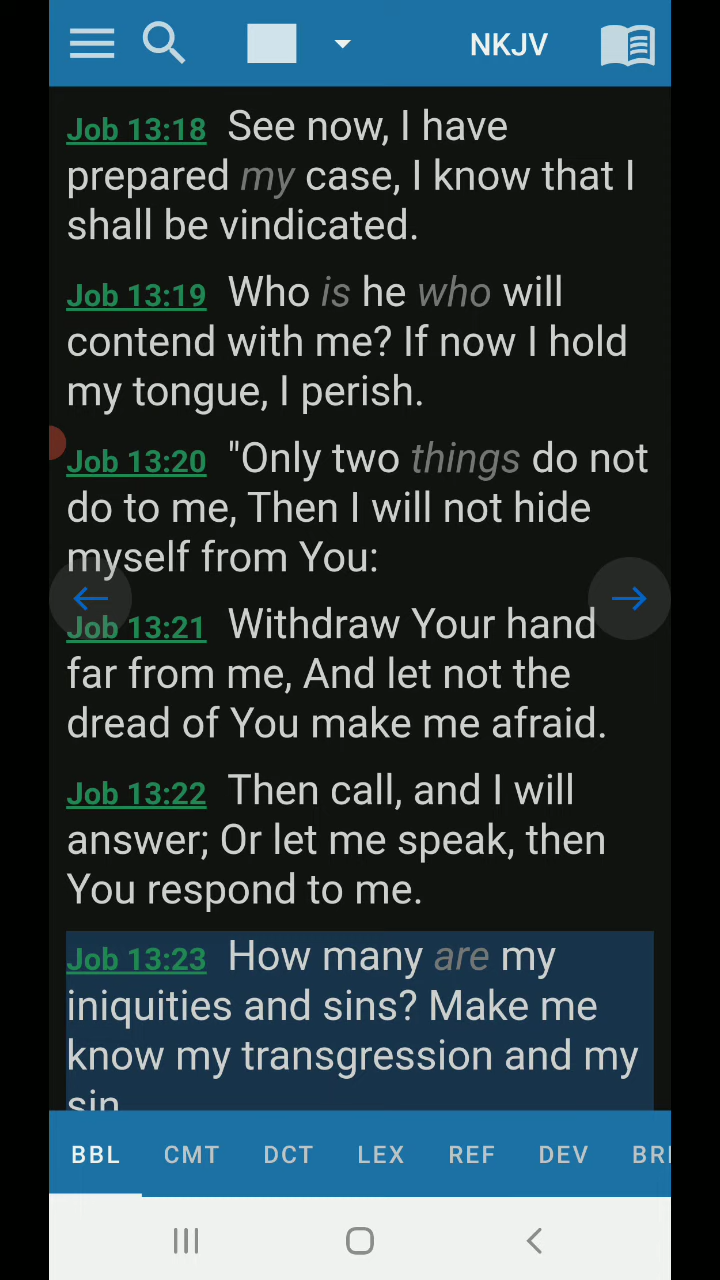 NKJV
Job 13:18 See now, I have
prepared my case, I know that I
shall be vindicated.
Job 13:19 Who is he who will
contend with me? If now I hold
my tongue, I perish.
Job 13:20 "Only two things do not
do to me, Then I will not hide
myself from You:
Job 13:21 Withdraw Your hand
far from me, And let not the
dread of You make me afraid.
Job 13:22 Then call, and I will
answer; Or let me speak, then
You respond to me.
Job 13:23 How many are my
iniquities and sins? Make me
know my transgression and my
sin
BBL CMT DCT LEX REF DEV